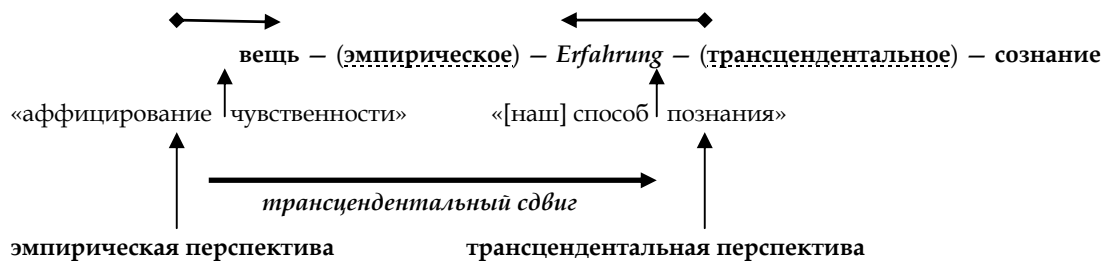 вещь – (эмпирическое) – Erfahrung – (трансцендентальное) – сознание
«аффицирование чувственности» «[наш] способ познания»
трансцендентальный сдвиг
эмпирическая перспектива трансцендентальная перспектива